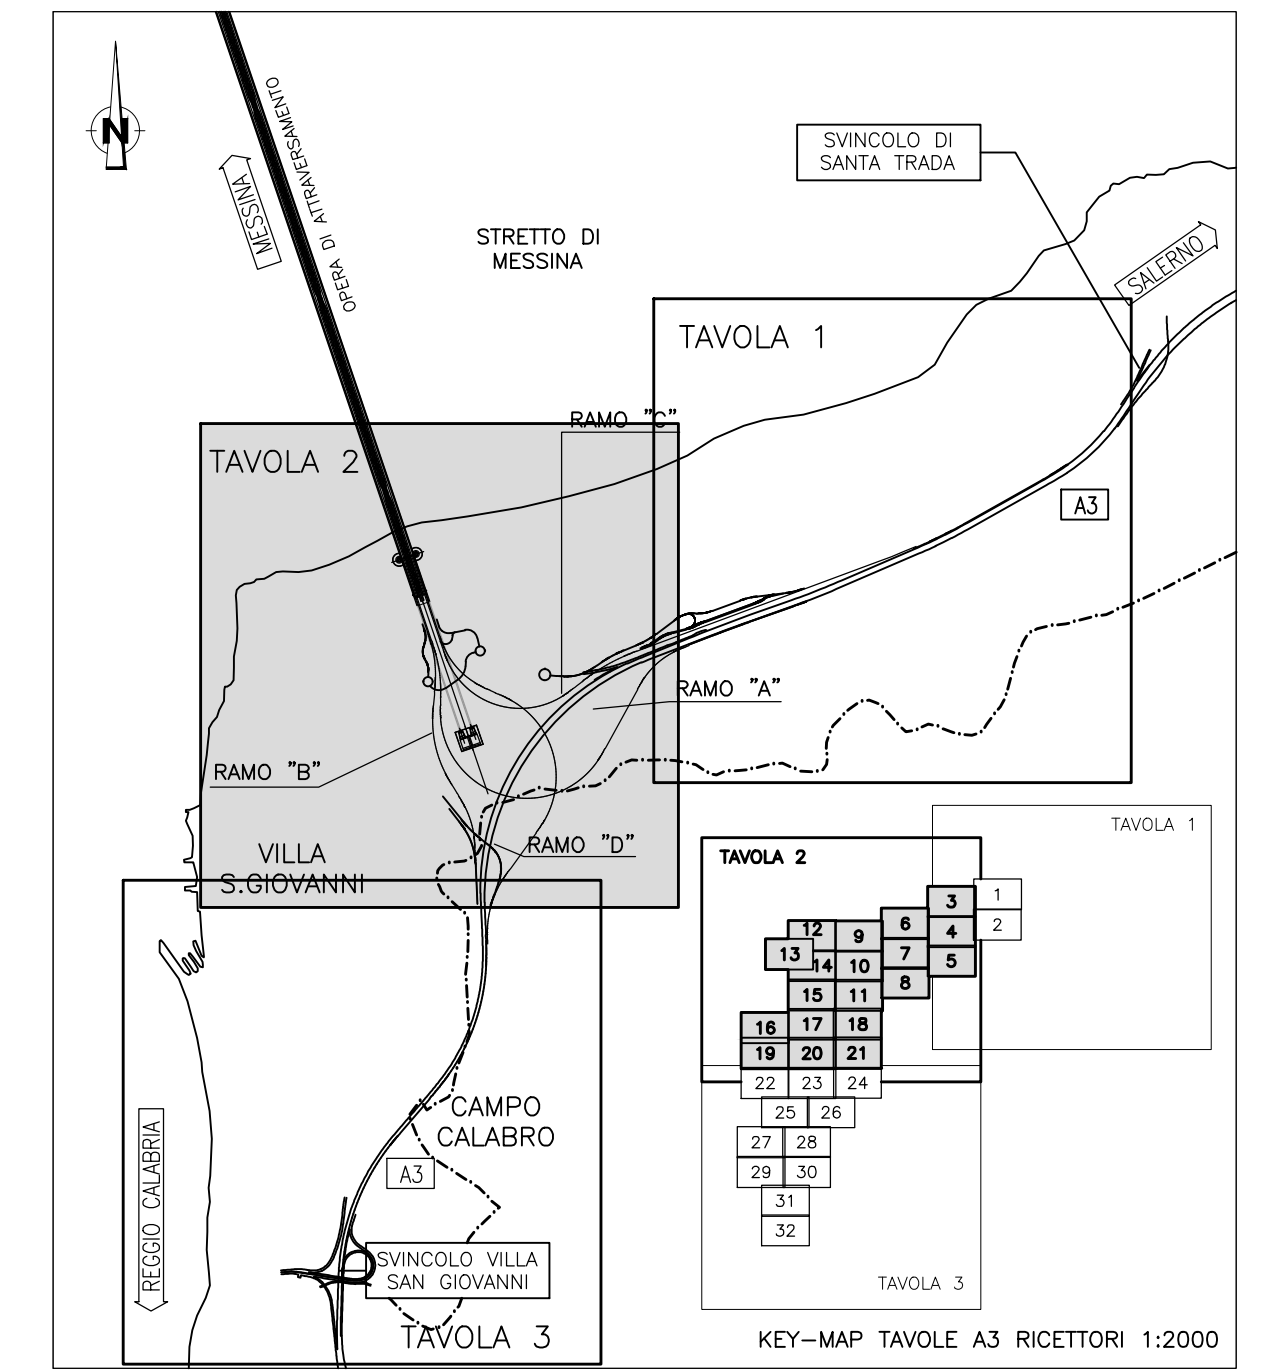 N
MESSINA
OPERA DI ATTRAVERSAMENTO
STRETTO DI
MESSINA
SVINCOLO DI
SANTA TRADA
SALERNO
TAVOLA 1
RAMO "C"
TAVOLA 2
A3
RAMO "A"
RAMO "B"
RAMO "D"
VILLA
S.GIOVANNI
CAMPO
CALABRO
A3
REGGIO CALABRIA
SVINCOLO VILLA
SAN GIOVANNI
TAVOLA 3
TAVOLA 1
TAVOLA 2
1
2
3
4
5
6
7
8
9
10
11
12
13
14
15
16
17
18
19
20
21
22
23
24
25
26
27
28
29
30
31
32
TAVOLA 3
KEY-MAP TAVOLE A3 RICETTORI 1:2000